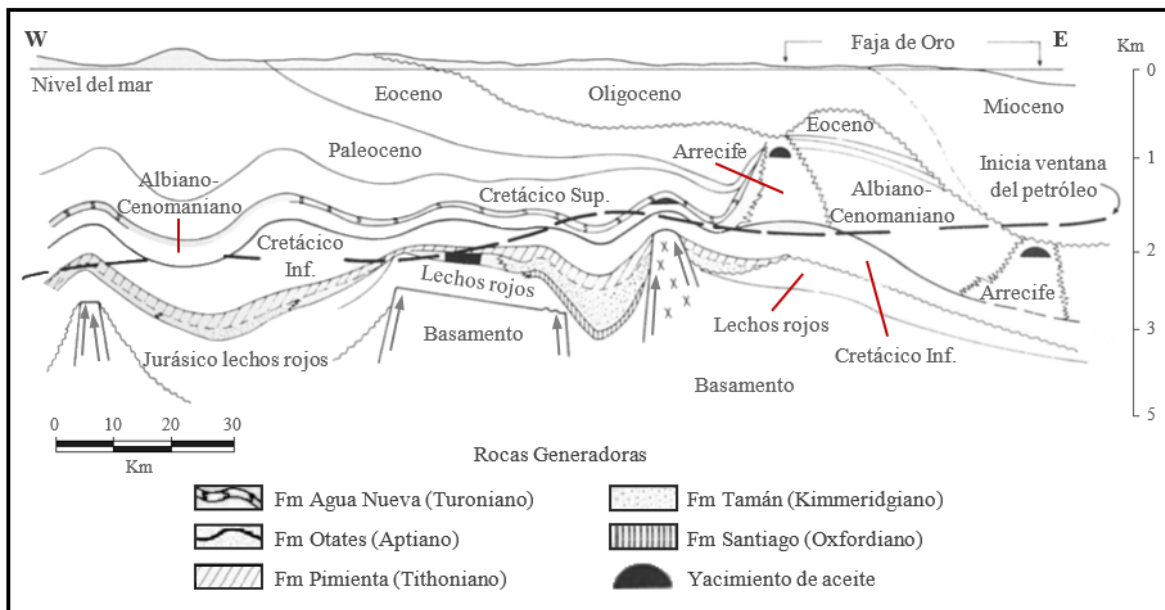 W
Faja de Oro
E
Km
Nivel del mar
0
Eoceno
Oligoceno
Mioceno
Eoceno
Arrecife
Paleoceno
1
Inicia ventana
del petróleo
Albiano-
Cenomaniano
Cretácico Sup.
Albiano-
Cenomaniano
Cretácico
Inf.
2
Lechos rojos
x
x
x
x
x
x
Arrecife
Lechos rojos
3
Basamento
Jurásico lechos rojos
Cretácico Inf.
Basamento
5
0 10 20 30
Km
Rocas Generadoras
Fm Agua Nueva (Turoniano)
Fm Tamán (Kimmeridgiano)
Fm Otates (Aptiano)
Fm Santiago (Oxfordiano)
Fm Pimienta (Tithoniano)
Yacimiento de aceite